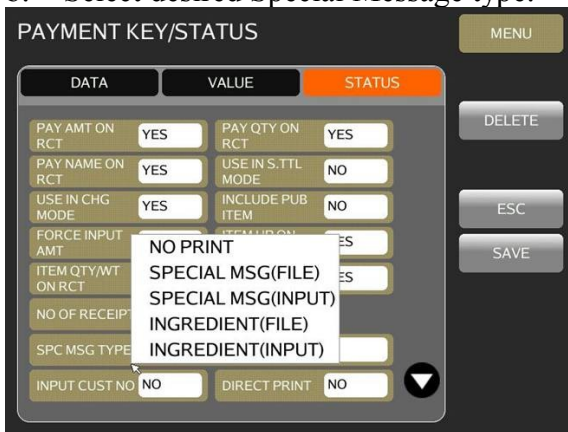 Select desired Special Message type.
PAYMENT KEY/STATUS
MENU
DATA VALUE STATUS
DELETE
PAY AMT ON RCT YES PAY QTY ON RCT YES
PAY NAME ON RCT YES USE IN S.TTL MODE NO
USE IN CHG MODE YES INCLUDE PUB ITEM NO
ESC
FORCE INPUT AMT
SAVE
NO PRINT
SPECIAL MSG(FILE)
SPECIAL MSG(INPUT)
INGREDIENT(FILE)
INGREDIENT(INPUT)
ITEM QTY/WT ON RCT
NO OF RECEIPT
SPC MSG TYPE
INPUT CUST NO NO DIRECT PRINT NO